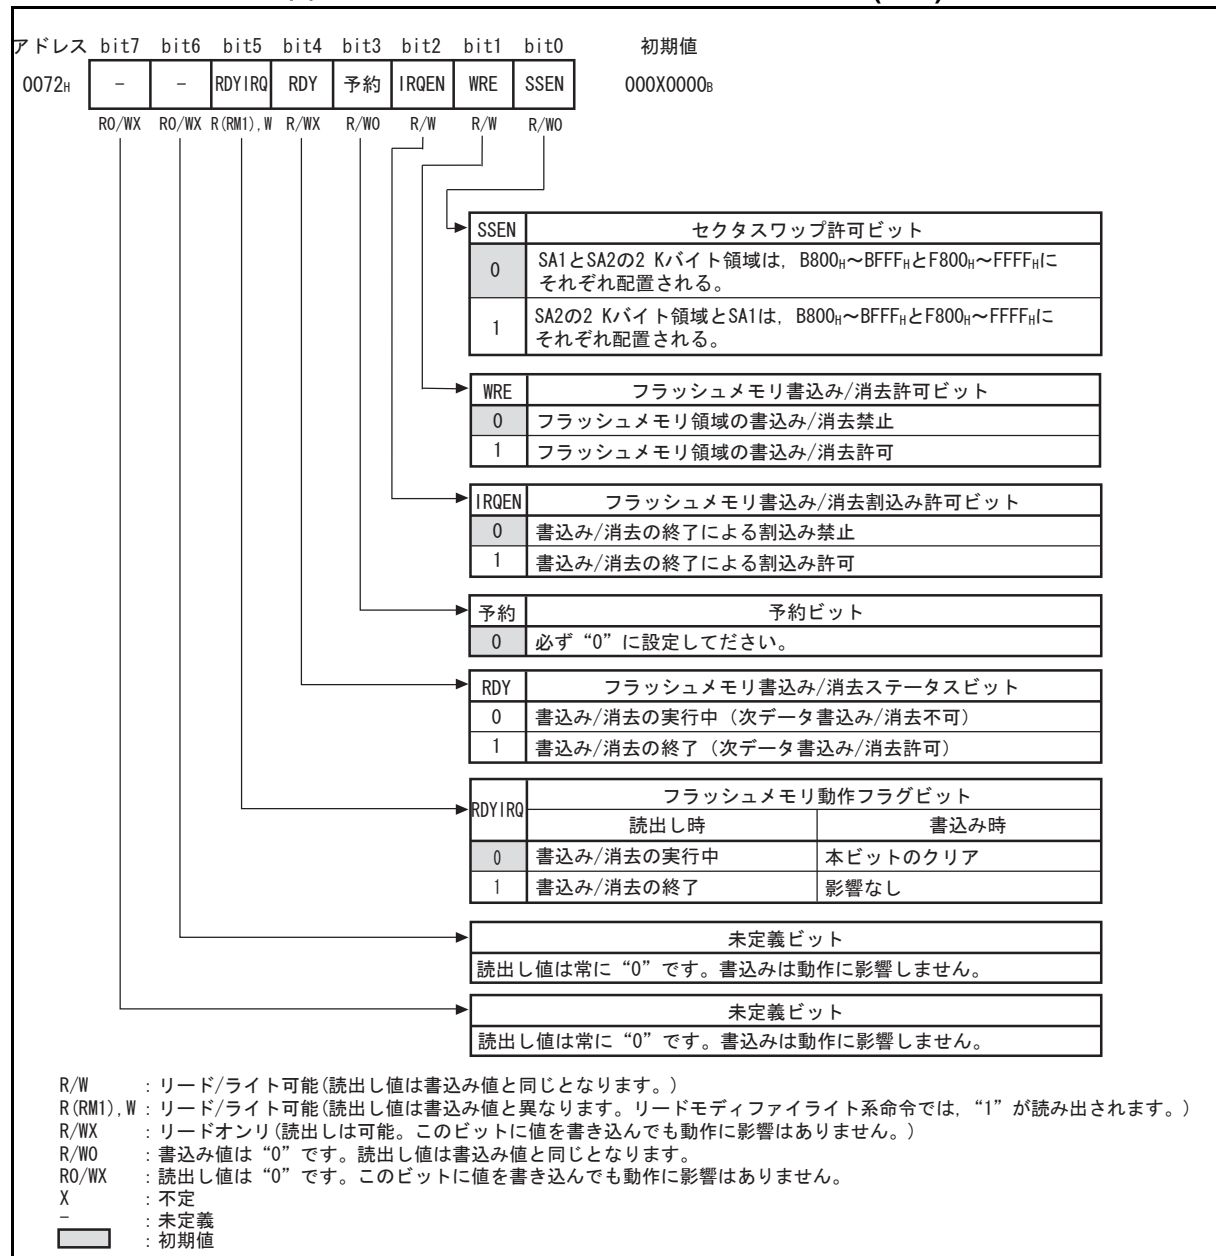 アドレス bit7 bit6 bit5 bit4 bit3 bit2 bit1 bit0 初期値
0072H - - RDYIRQ RDY 予約 IRQEN WRE SSEN 000X0000B
R0/WX R0/WX R(RM1),W R/WX R/W0 R/W R/W R/W0
SSEN セクタスワップ許可ビット
0 SA1とSA2の2 Kバイト領域は, B800H～BFFFHとF800H～FFFFHに
それぞれ配置される。
1 SA2の2 Kバイト領域とSA1は, B800H～BFFFHとF800H～FFFFHに
それぞれ配置される。
WRE フラッシュメモリ書込み/消去許可ビット
0 フラッシュメモリ領域の書込み/消去禁止
1 フラッシュメモリ領域の書込み/消去許可
IRQEN フラッシュメモリ書込み/消去割込み許可ビット
0 書込み/消去の終了による割込み禁止
1 書込み/消去の終了による割込み許可
予約 予約ビット
0 必ず“0”に設定してださい。
RDY フラッシュメモリ書込み/消去ステータスビット
0 書込み/消去の実行中（次データ書込み/消去不可）
1 書込み/消去の終了（次データ書込み/消去許可）
RDYIRQ フラッシュメモリ動作フラグビット
読出し時 書込み時
0 書込み/消去の実行中 本ビットのクリア
1 書込み/消去の終了 影響なし
未定義ビット
読出し値は常に“0”です。書込みは動作に影響しません。
未定義ビット
読出し値は常に“0”です。書込みは動作に影響しません。
R/W : リード/ライト可能(読出し値は書込み値と同じとなります。)
R(RM1),W : リード/ライト可能(読出し値は書込み値と異なります。リードモディファイライト系命令では, “1”が読み出されます。)
R/WX : リードオンリ(読出しは可能。このビットに値を書き込んでも動作に影響はありません。)
R/W0 : 書込み値は“0”です。読出し値は書込み値と同じとなります。
R0/WX : 読出し値は“0”です。このビットに値を書き込んでも動作に影響はありません。
X : 不定
- : 未定義
: 初期値